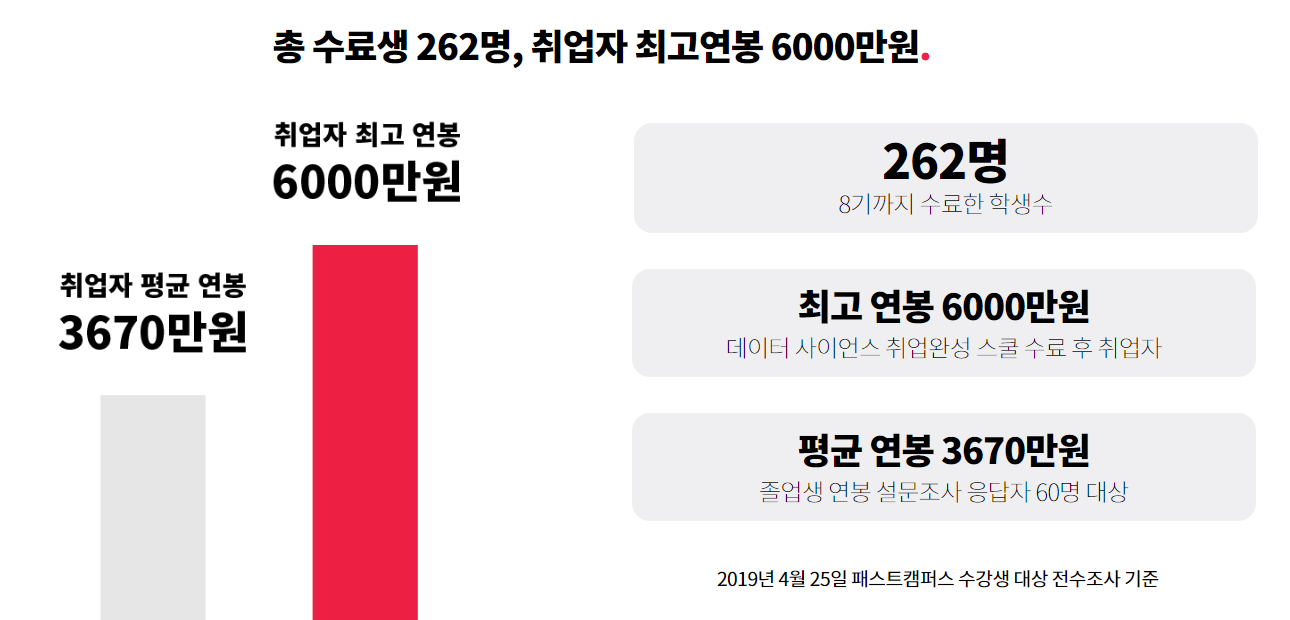 총 수료생 262명, 취업자 최고연봉 6000만원.
취업자 최고 연봉
6000만원
취업자 평균 연봉
3670만원
262명
8기까지 수료한 학생수
최고 연봉 6000만원
데이터 사이언스 취업완성 스쿨 수료 후 취업자
평균 연봉 3670만원
졸업생 연봉 설문조사 응답자 60명 대상
2019년 4월 25일 패스트캠퍼스 수강생 대상 전수조사 기준